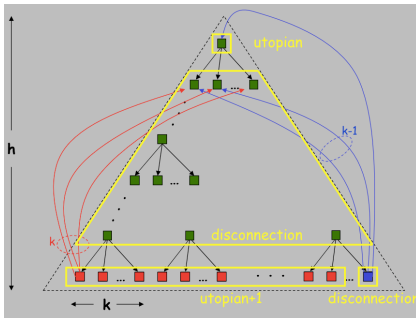 utopian
...
k-1
h
...
disconnection
k
... ... ...
k
utopian+1
disconnection